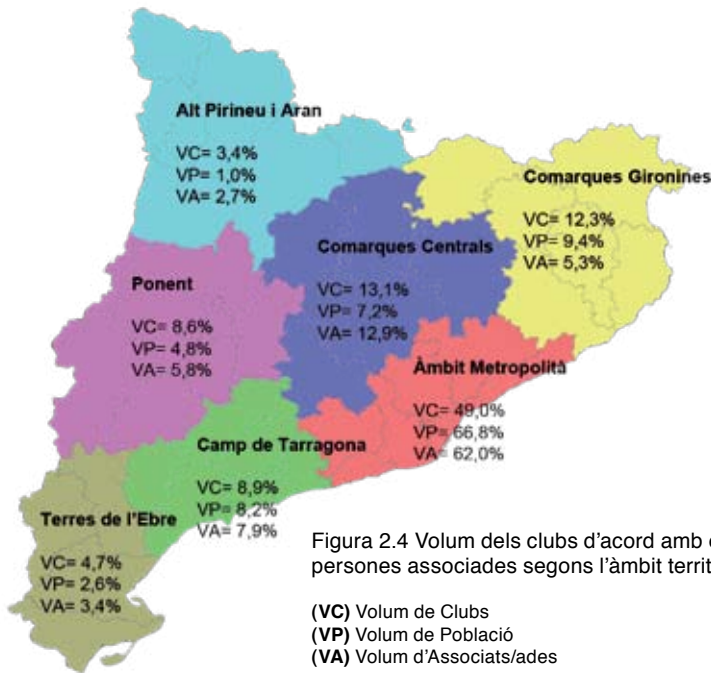 Alt Pirineu i Aran
VC= 3,4%
VP= 1,0%
VA= 2,7%
Comarques Gironines
VC= 12,3%
VP= 9,4%
VA= 5,3%
Comarques Centrals
VC= 13,1%
VP= 7,2%
VA= 12,9%
Ponent
VC= 8,6%
VP= 4,8%
VA= 5,8%
Àmbit Metropolità
VC= 49,0%
VP= 66,8%
VA= 62,0%
Camp de Tarragona
VC= 8,9%
VP= 8,2%
VA= 7,9%
Terres de l'Ebre
VC= 4,7%
VP= 2,6%
VA= 3,4%
Figura 2.4 Volum dels clubs d'acord amb
persones associades segons l'àmbit
(VC) Volum de Clubs
(VP) Volum de Població
(VA) Volum d'Associats/ades